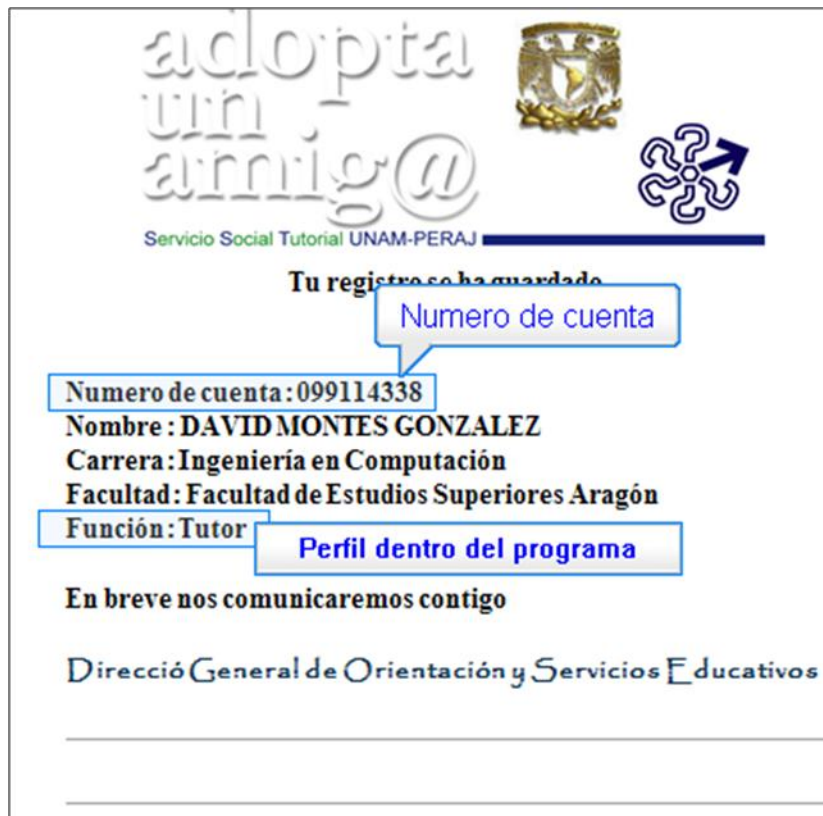 adopta
un
amig@
Servicio Social Tutorial UNAM-PERAJ
Tu registro se ha guardado
Numero de cuenta
Numero de cuenta : 099114338
Nombre : DAVID MONTES GONZALEZ
Carrera : Ingeniería en Computación
Facultad : Facultad de Estudios Superiores Aragón
Función : Tutor
Perfil dentro del programa
En breve nos comunicaremos contigo
Direcció General de Orientación y Servicios Educativos